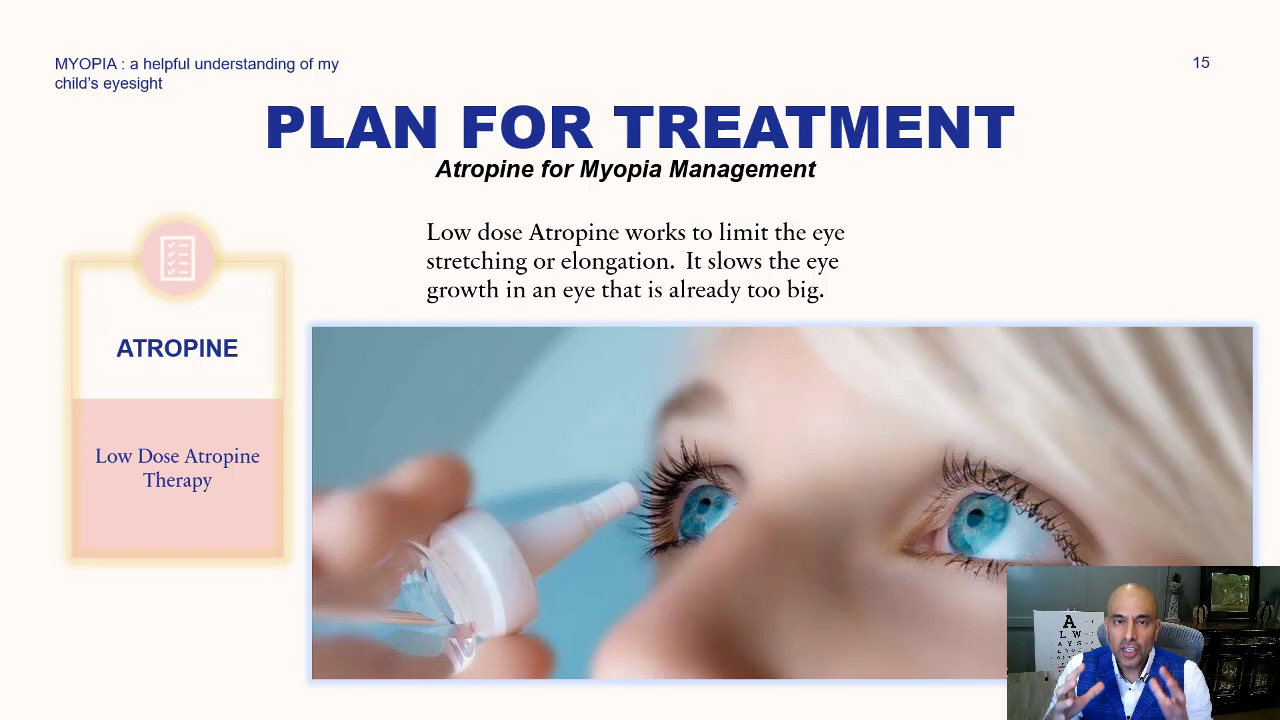 MYOPIA : a helpful understanding of my
child's eyesight
15
PLAN FOR TREATMENT
Atropine for Myopia Management
Low dose Atropine works to limit the eye
stretching or elongation.  It slows the eye
growth in an eye that is already too big.
ATROPINE
Low Dose Atropine
Therapy
A
L W
A Y S